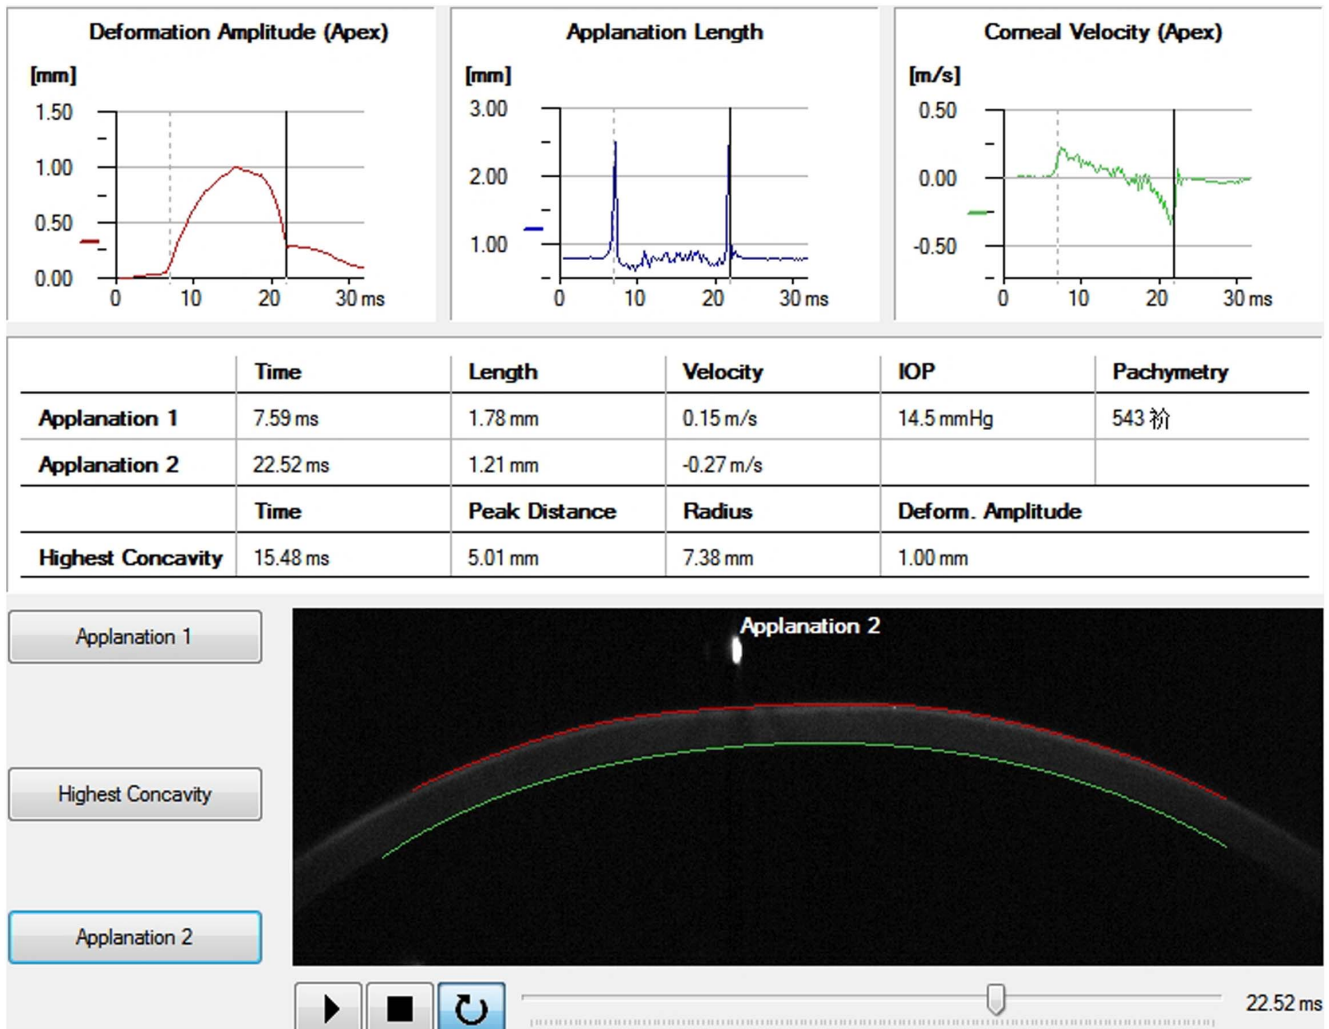 Deformation Amplitude (Apex)
[mm]
1.50
1.00
0.50
0.00
0 10 20 30 ms
Applanation Length
[mm]
3.00
2.00
1.00
0 10 20 30 ms
Corneal Velocity (Apex)
[m/s]
0.50
0.00
-0.50
0 10 20 30 ms
Time Length Velocity IOP Pachymetry
Applanation 1 7.59 ms 1.78 mm 0.15 m/s 14.5 mmHg 543 祄
Applanation 2 22.52 ms 1.21 mm -0.27 m/s
Time Peak Distance Radius Deform. Amplitude
Highest Concavity 15.48 ms 5.01 mm 7.38 mm 1.00 mm
Applanation 1
Highest Concavity
Applanation 2
Applanation 2
22.52 ms